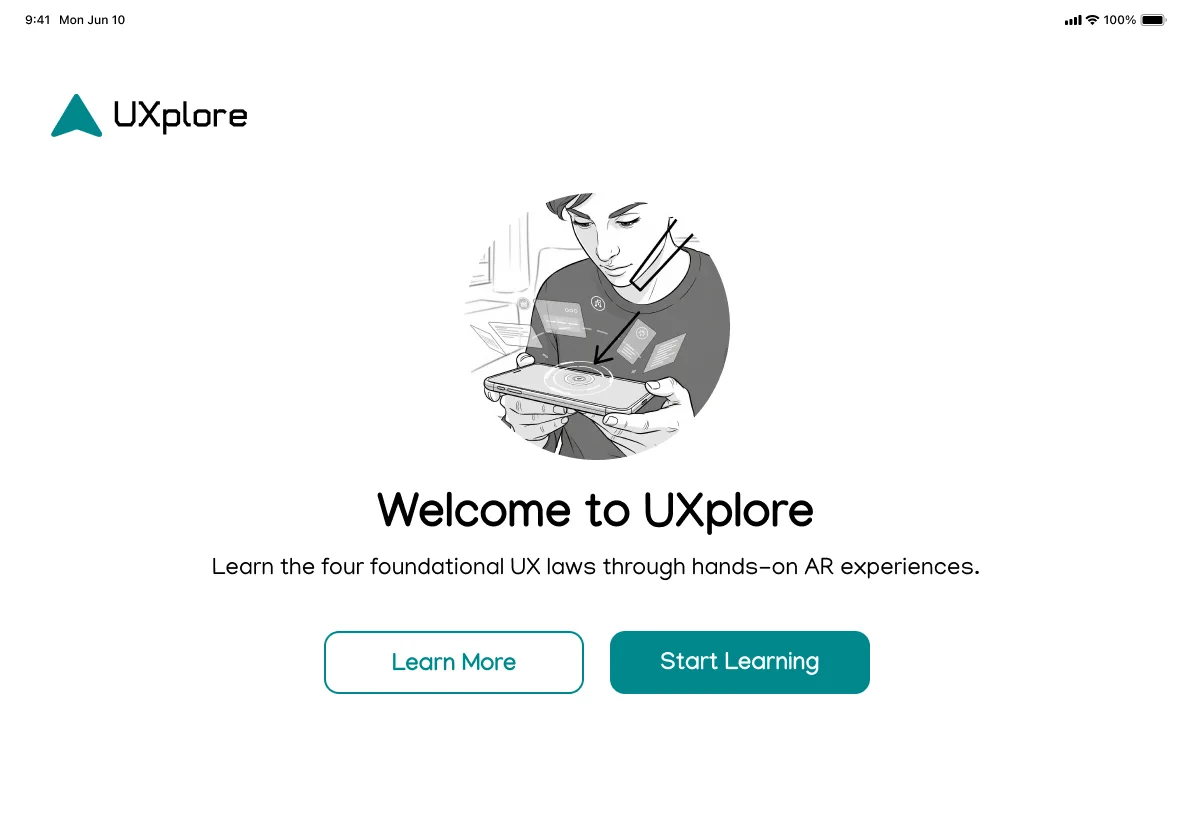 9:41 Mon Jun 10
100%
UXplore
Welcome to UXplore
Learn the four foundational UX laws through hands-on AR experiences.
Learn More
Start Learning